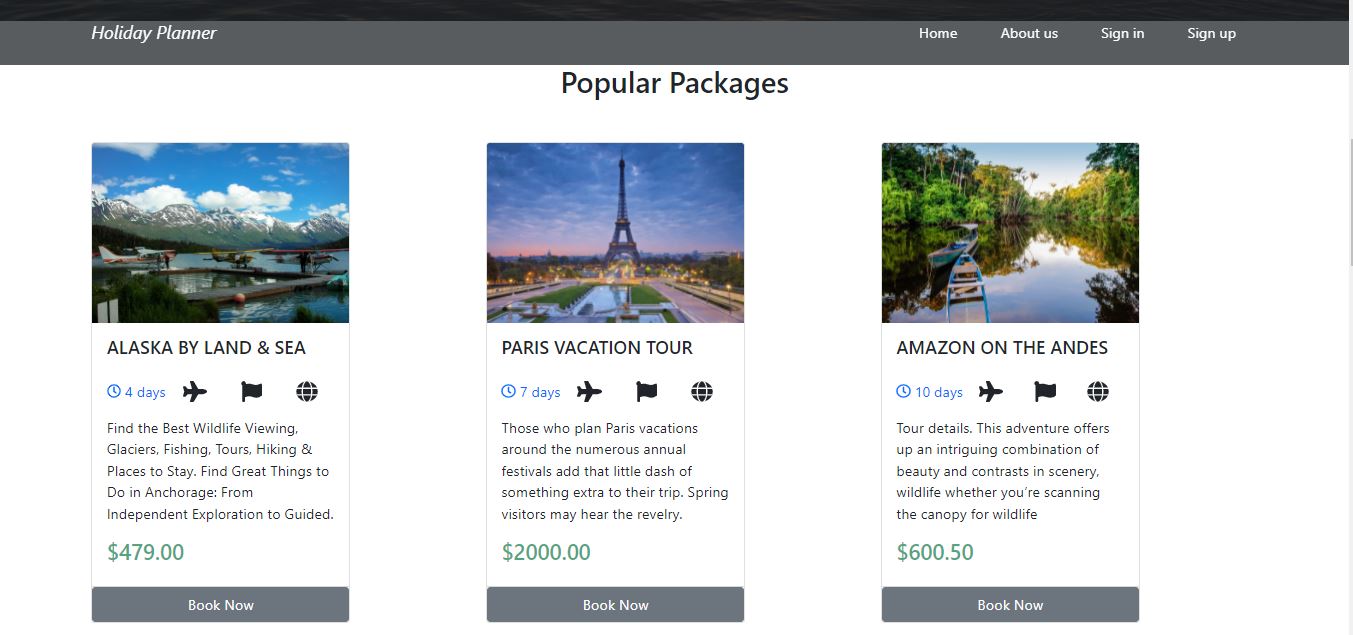 Holiday Planner
Home About us Sign in Sign up
Popular Packages
ALASKA BY LAND & SEA
4 days
Find the Best Wildlife Viewing,
Glaciers, Fishing, Tours, Hiking &
Places to Stay. Find Great Things to
Do in Anchorage: From
Independent Exploration to Guided.
$479.00
Book Now
PARIS VACATION TOUR
7 days
Those who plan Paris vacations
around the numerous annual
festivals add that little dash of
something extra to their trip. Spring
visitors may hear the revelry.
$2000.00
Book Now
AMAZON ON THE ANDES
10 days
Tour details. This adventure offers
up an intriguing combination of
beauty and contrasts in scenery,
wildlife whether you’re scanning
the canopy for wildlife
$600.50
Book Now